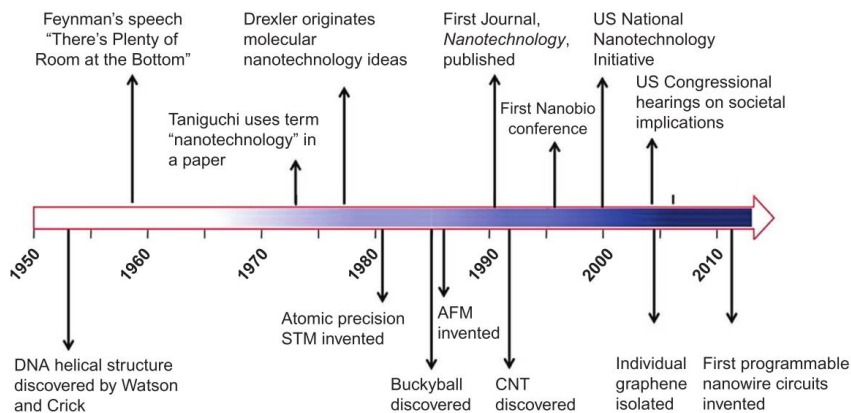 Feynman's speech
“There's Plenty of
Room at the Bottom”
Drexler originates
molecular
nanotechnology ideas
First Journal,
Nanotechnology,
published
US National
Nanotechnology
Initiative
US Congressional
hearings on societal
implications
Taniguchi uses term
“nanotechnology” in
a paper
First Nanobio
conference
1950
1960
1970
1980
1990
2000
2010
DNA helical structure
discovered by Watson
and Crick
Atomic precision
STM invented
Buckyball
discovered
AFM
invented
CNT
discovered
Individual
graphene
isolated
First programmable
nanowire circuits
invented